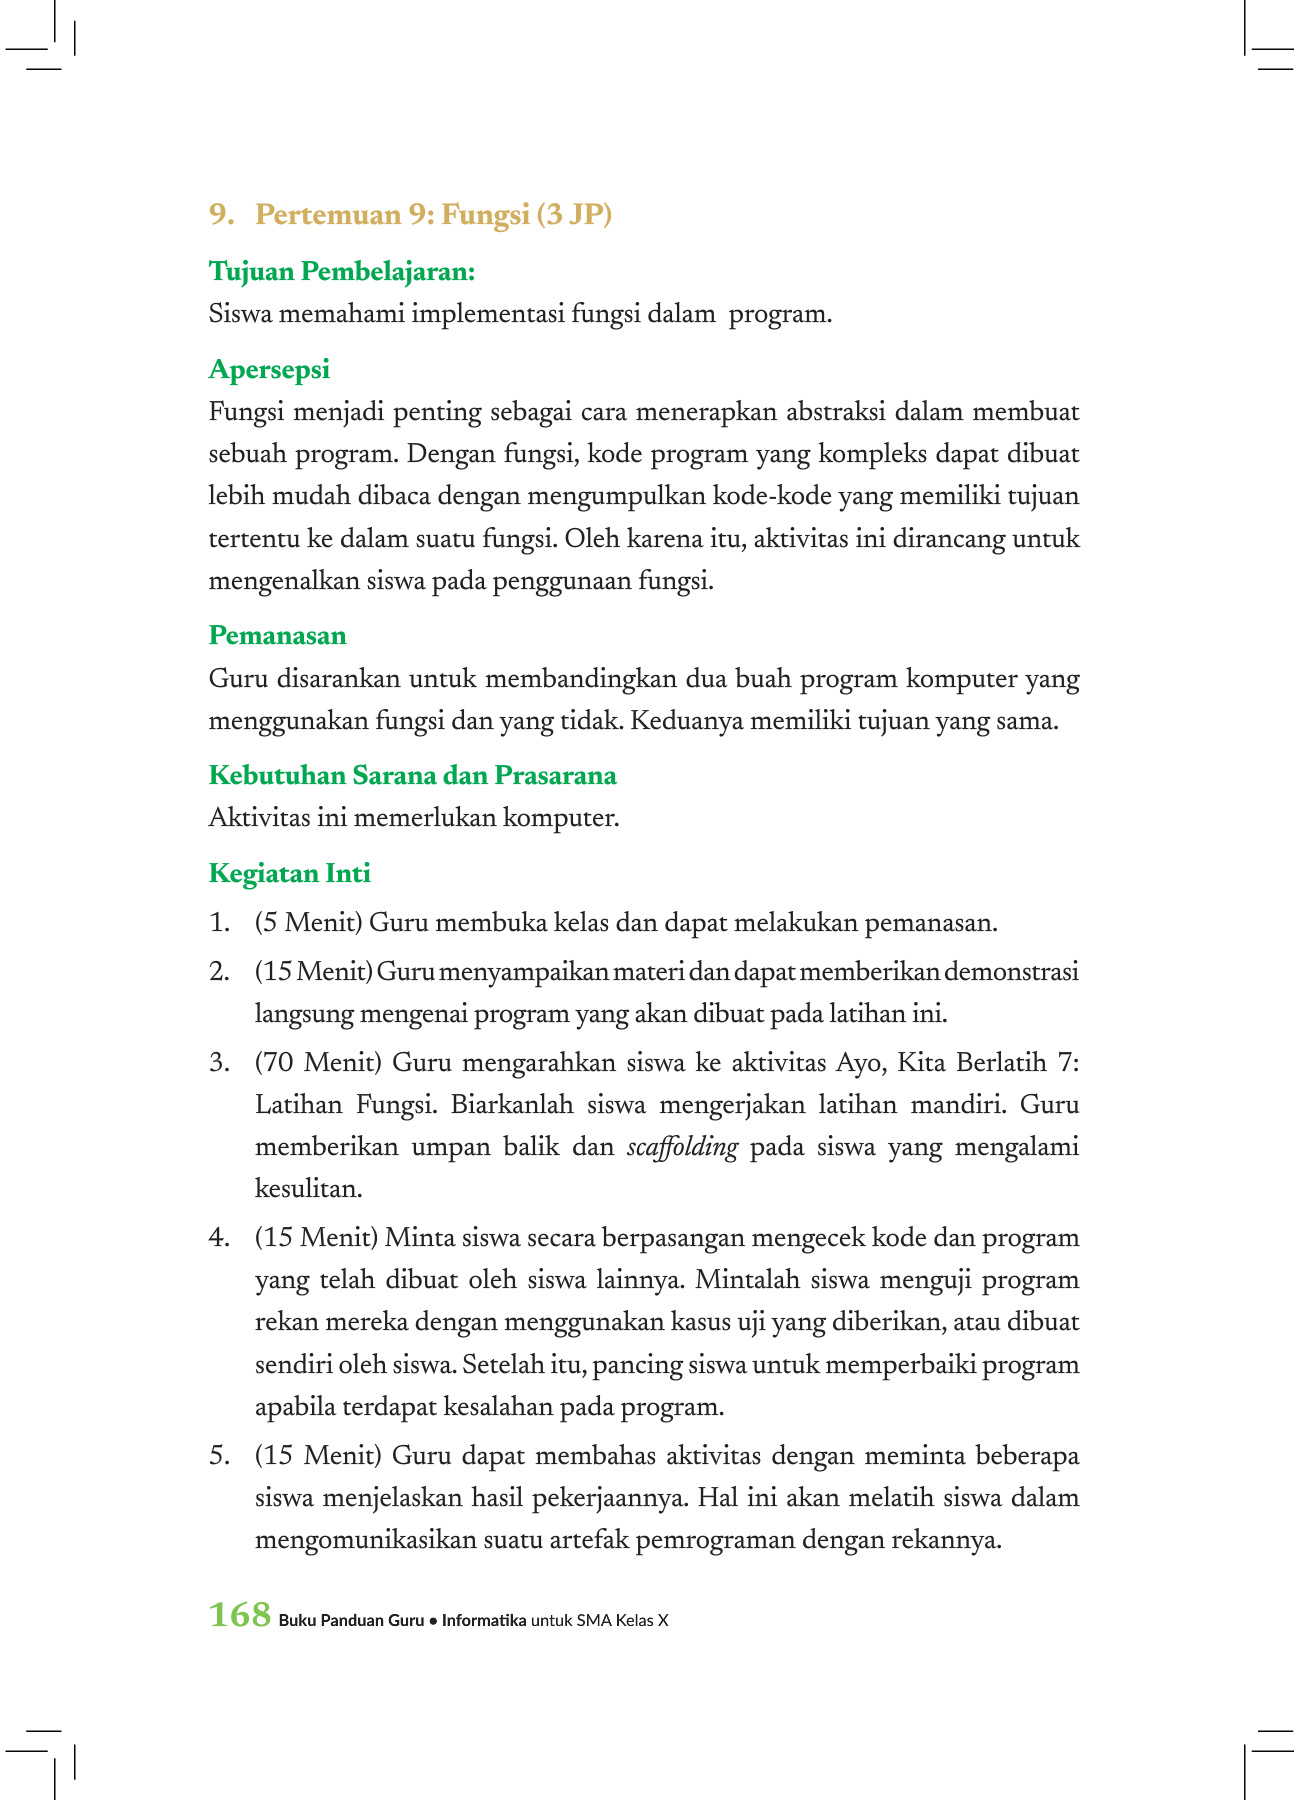 9. Pertemuan 9: Fungsi (3 JP)
Tujuan Pembelajaran:
Siswa memahami implementasi fungsi dalam  program.
Apersepsi
Fungsi menjadi penting sebagai cara menerapkan abstraksi dalam membuat
sebuah program. Dengan fungsi, kode program yang kompleks dapat dibuat
lebih mudah dibaca dengan mengumpulkan kode-kode yang memiliki tujuan
tertentu ke dalam suatu fungsi. Oleh karena itu, aktivitas ini dirancang untuk
mengenalkan siswa pada penggunaan fungsi.
Pemanasan
Guru disarankan untuk membandingkan dua buah program komputer yang
menggunakan fungsi dan yang tidak. Keduanya memiliki tujuan yang sama.
Kebutuhan Sarana dan Prasarana
Aktivitas ini memerlukan komputer.
Kegiatan Inti
1. (5 Menit) Guru membuka kelas dan dapat melakukan pemanasan.
2. (15 Menit) Guru menyampaikan materi dan dapat memberikan demonstrasi
langsung mengenai program yang akan dibuat pada latihan ini.
3. (70 Menit) Guru mengarahkan siswa ke aktivitas Ayo, Kita Berlatih 7:
Latihan Fungsi. Biarkanlah siswa mengerjakan latihan mandiri. Guru
memberikan umpan balik dan scaffolding pada siswa yang mengalami
kesulitan.
4. (15 Menit) Minta siswa secara berpasangan mengecek kode dan program
yang telah dibuat oleh siswa lainnya. Mintalah siswa menguji program
rekan mereka dengan menggunakan kasus uji yang diberikan, atau dibuat
sendiri oleh siswa. Setelah itu, pancing siswa untuk memperbaiki program
apabila terdapat kesalahan pada program.
5. (15 Menit) Guru dapat membahas aktivitas dengan meminta beberapa
siswa menjelaskan hasil pekerjaannya. Hal ini akan melatih siswa dalam
mengomunikasikan suatu artefak pemrograman dengan rekannya.
168 Buku Panduan Guru • Informatika untuk SMA Kelas X